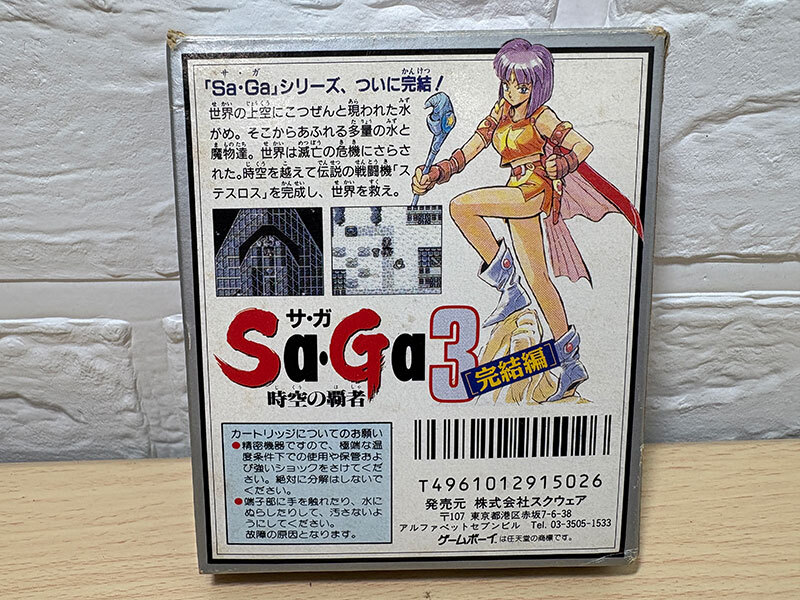 「Sa・Ga」シリーズ、ついに完結!
世界の上空にこつぜんと現われた水
がめ。そこからあふれる多量の水と
魔物達。世界は滅亡の危機にさらさ
れた。時空を越えて伝説の戦闘機「ス
テスロス」を完成し、世界を救え。
サ・ガ
Sa・Ga3
[完結編]
時空の覇者
カートリッジについてのお願い
●精密機器ですので、極端な温
度条件下での使用や保管およ
び強いショックをさけてくだ
さい。絶対に分解はしないで
ください。
●端子部に手を触れたり、水に
ぬらしたりして、汚さないよ
うにしてください。
故障の原因となります。
T4961012915026
発売元 株式会社スクウェア
〒107 東京都港区赤坂7-6-38
アルファベットセブンビル Tel. 03-3505-1533
ゲームボーイは任天堂の商標です。